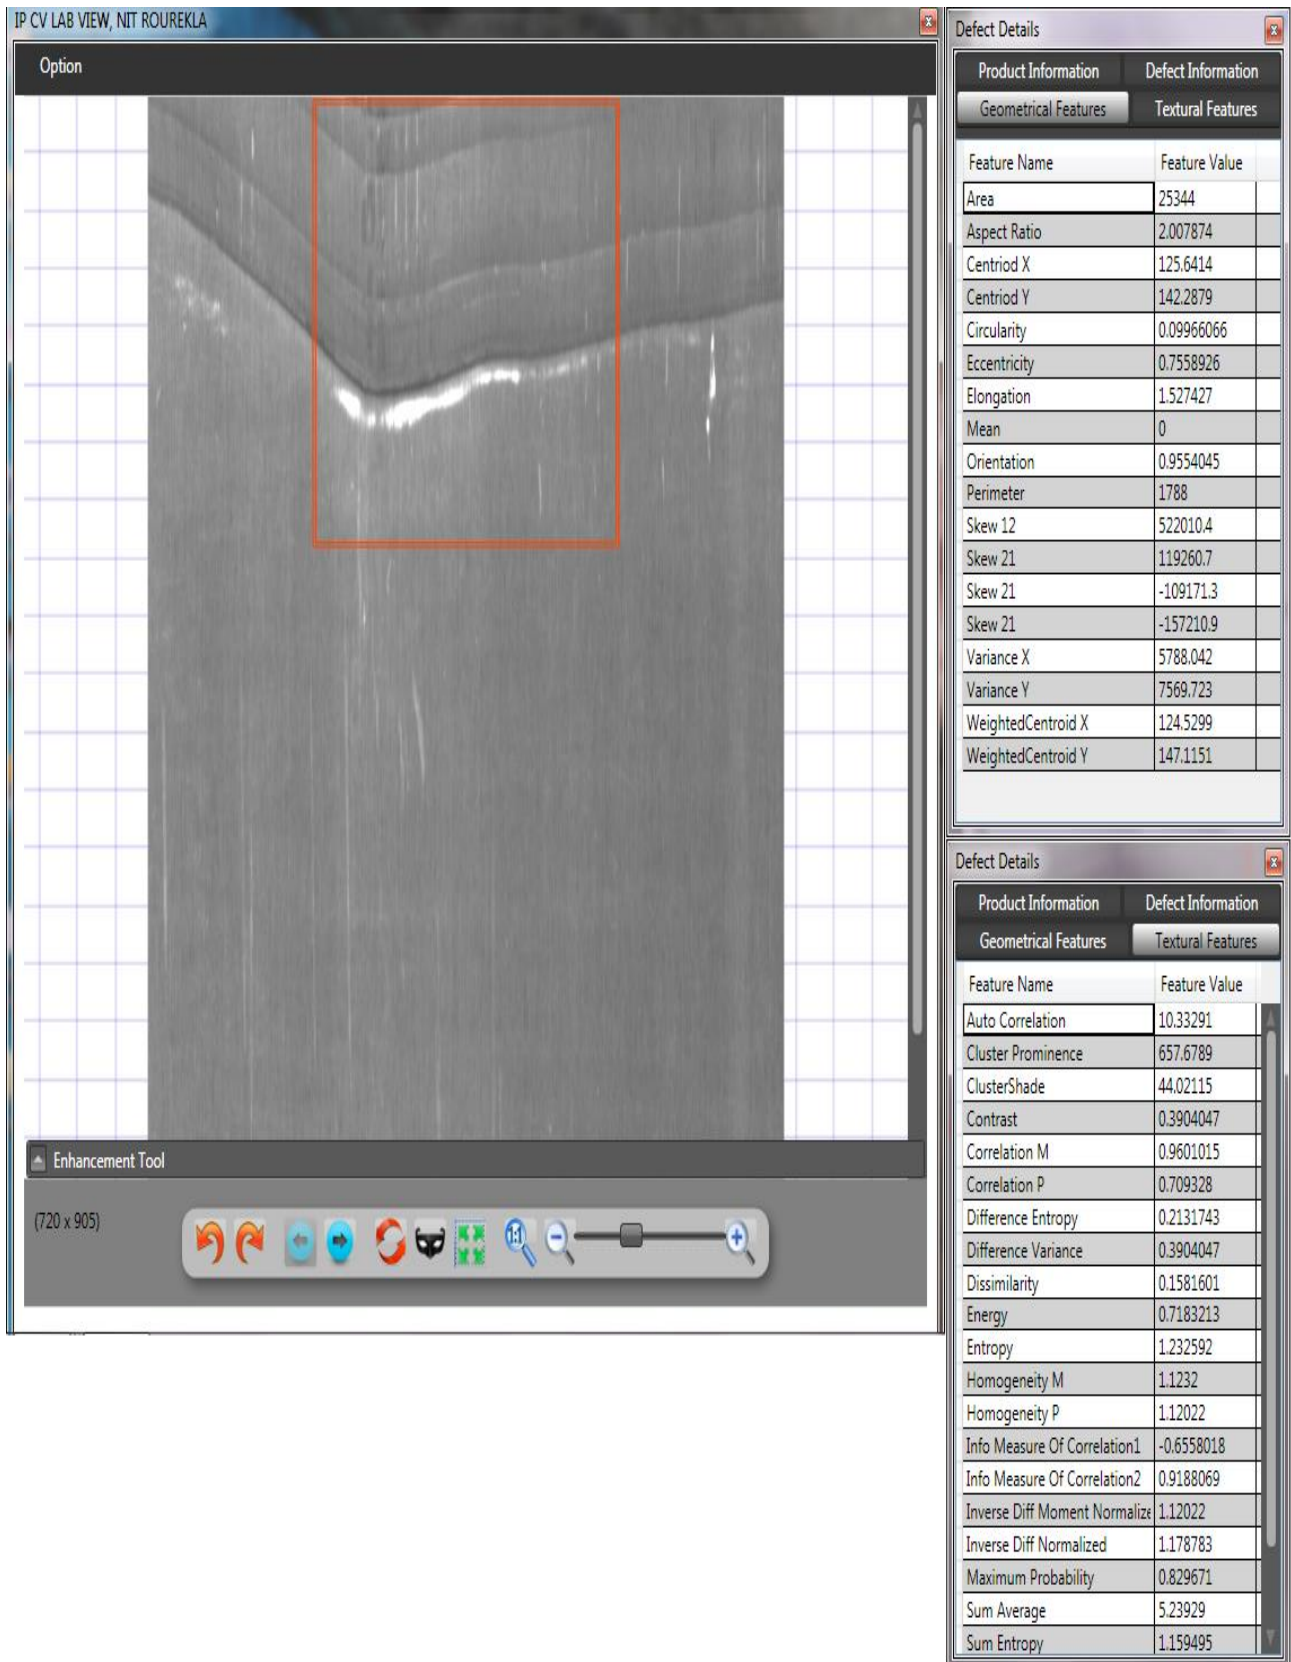 IP CV LAB VIEW, NIT ROUREKLA
Option
Enhancement Tool
(720 x 905)
1:1
Defect Details
Product Information Defect Information
Geometrical Features Textural Features
Feature Name Feature Value
Area 25344
Aspect Ratio 2.007874
Centriod X 125.6414
Centriod Y 142.2879
Circularity 0.09966066
Eccentricity 0.7558926
Elongation 1.527427
Mean 0
Orientation 0.9554045
Perimeter 1788
Skew 12 522010.4
Skew 21 119260.7
Skew 21 -109171.3
Skew 21 -157210.9
Variance X 5788.042
Variance Y 7569.723
WeightedCentroid X 124.5299
WeightedCentroid Y 147.1151
Defect Details
Product Information Defect Information
Geometrical Features Textural Features
Feature Name Feature Value
Auto Correlation 10.33291
Cluster Prominence 657.6789
ClusterShade 44.02115
Contrast 0.3904047
Correlation M 0.9601015
Correlation P 0.709328
Difference Entropy 0.2131743
Difference Variance 0.3904047
Dissimilarity 0.1581601
Energy 0.7183213
Entropy 1.232592
Homogeneity M 1.1232
Homogeneity P 1.12022
Info Measure Of Correlation1 -0.6558018
Info Measure Of Correlation2 0.9188069
Inverse Diff Moment Normalize 1.12022
Inverse Diff Normalized 1.178783
Maximum Probability 0.829671
Sum Average 5.23929
Sum Entropy 1.159495